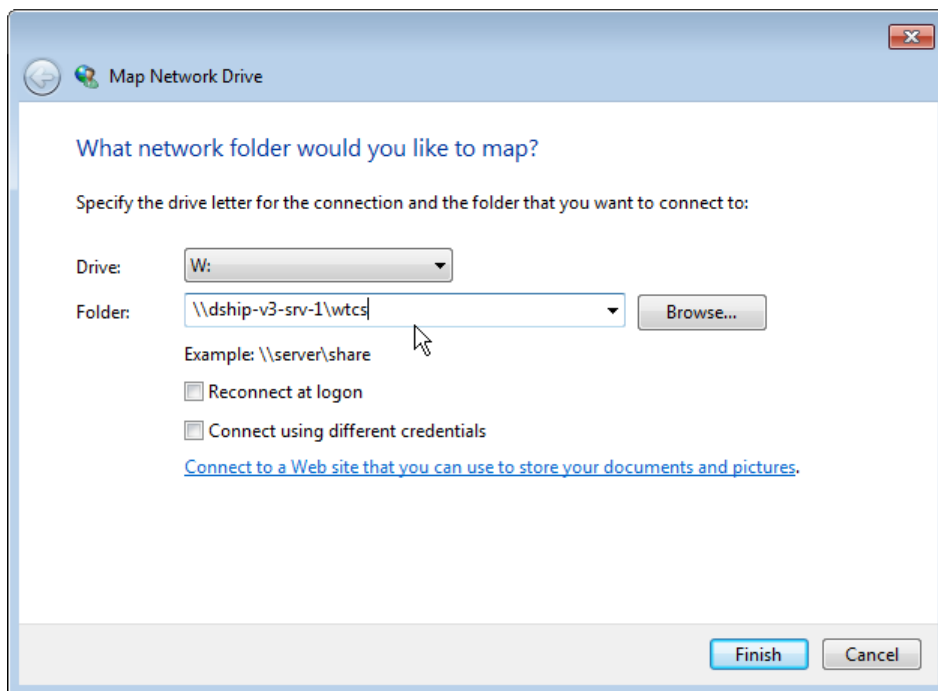 Map Network Drive
What network folder would you like to map?
Specify the drive letter for the connection and the folder that you want to connect to:
Drive: W:
Folder: \\dship-v3-srv-1\wtcs Browse...
Example: \\server\share
Reconnect at logon
Connect using different credentials
Connect to a Web site that you can use to store your documents and pictures.
Finish Cancel